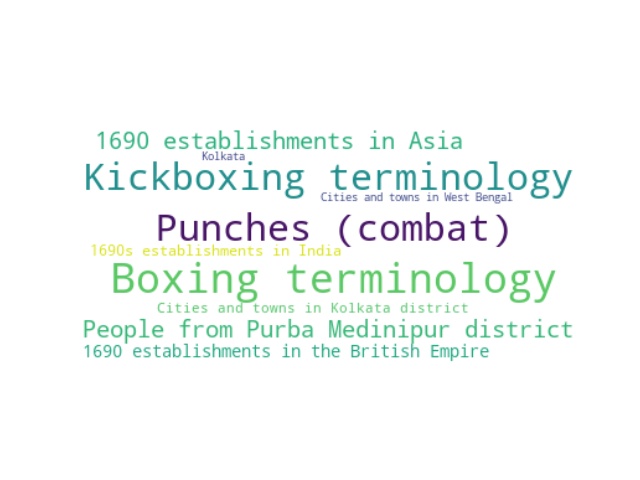 1690 establishments in Asia
Kolkata
Kickboxing terminology
Cities and towns in West Bengal
Punches (combat)
1690s establishments in India
Boxing terminology
Cities and towns in Kolkata district
People from Purba Medinipur district
1690 establishments in the British Empire